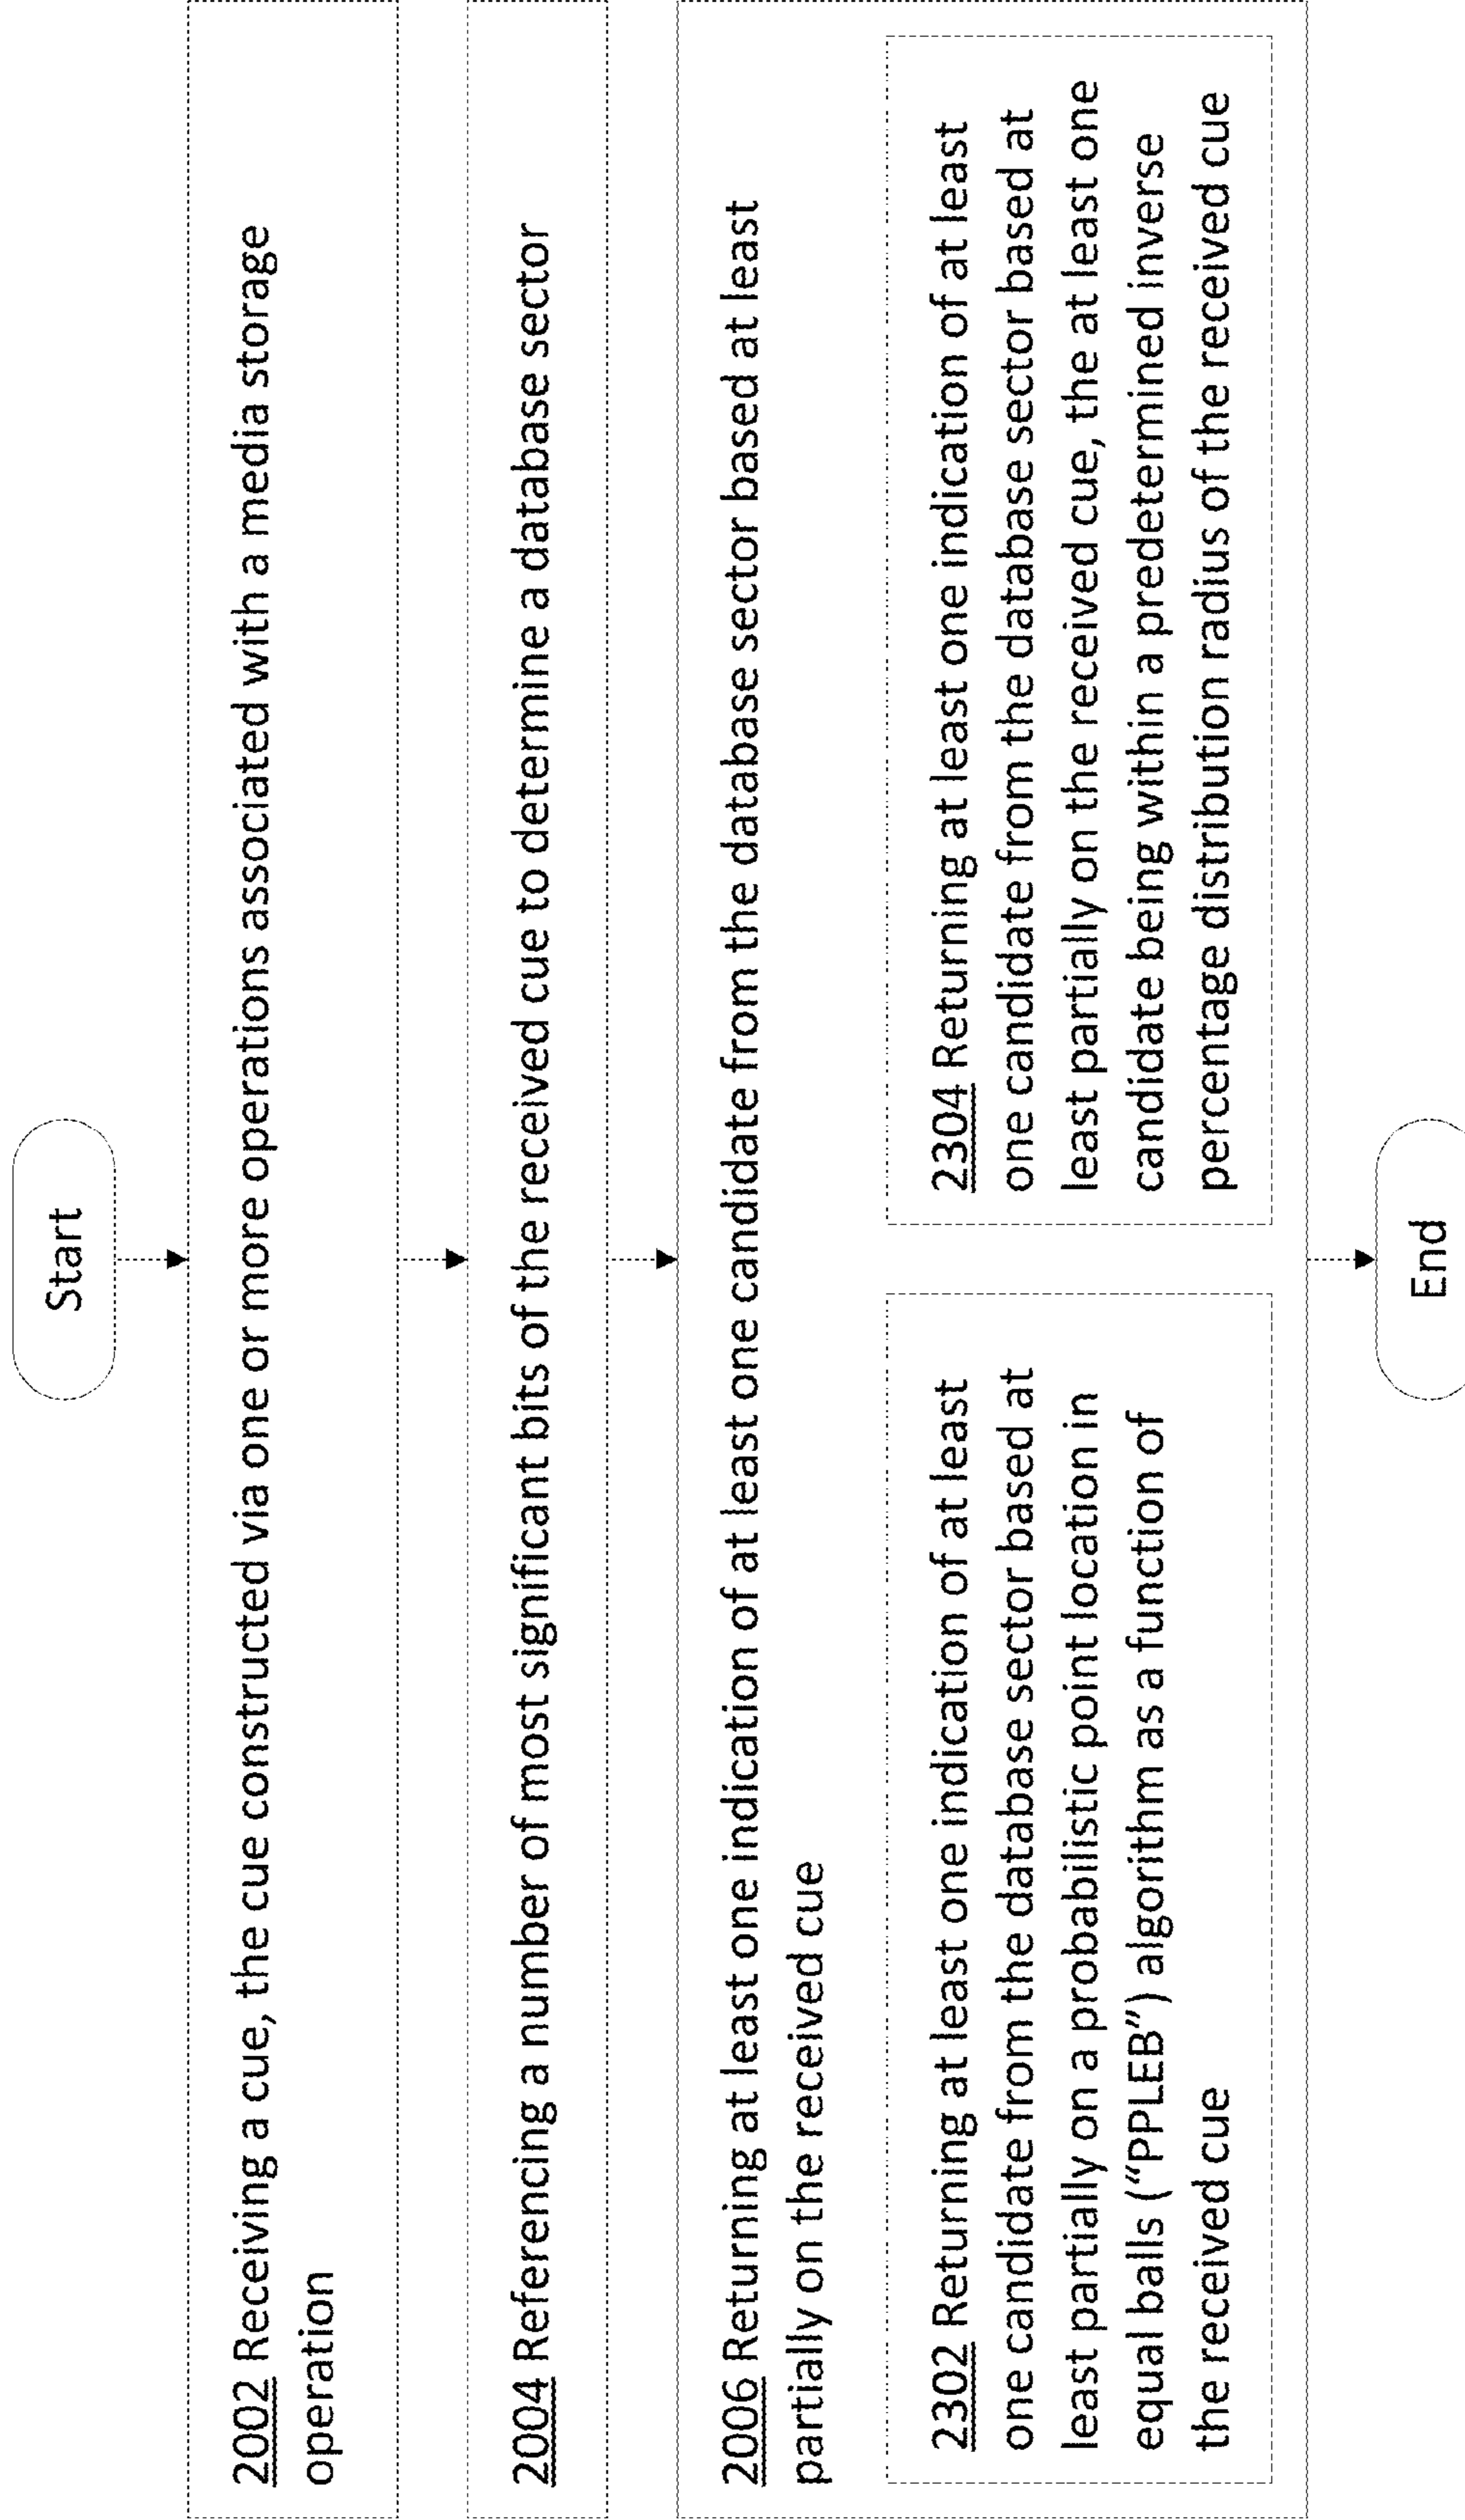 Start
2002 Receiving a cue, the cue constructed via one or more operations associated with a media storage
operation
2004 Referencing a number of most significant bits of the received cue to determine a database sector
2006 Returning at least one indication of at least one candidate from the database sector based at least
partially on the received cue
2302 Returning at least one indication of at least
one candidate from the database sector based at
least partially on a probabilistic point location in
equal balls (“PPLEB”) algorithm as a function of
the received cue
2304 Returning at least one indication of at least
one candidate from the database sector based at
least partially on the received cue, the at least one
candidate being within a predetermined inverse
percentage distribution radius of the received cue
End